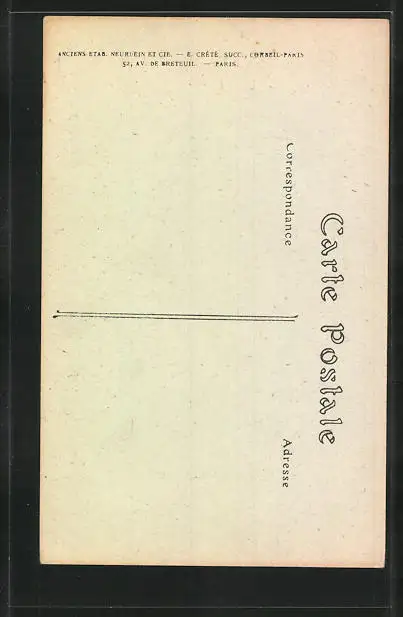 ANCIENS ETAB. NEURDEIN ET CIE. — E. CRÉTÉ, SUCC., CORBEIL-PARIS
52, AV. DE BRETEUIL. — PARIS.
Carte Postale
Correspondance
Adresse